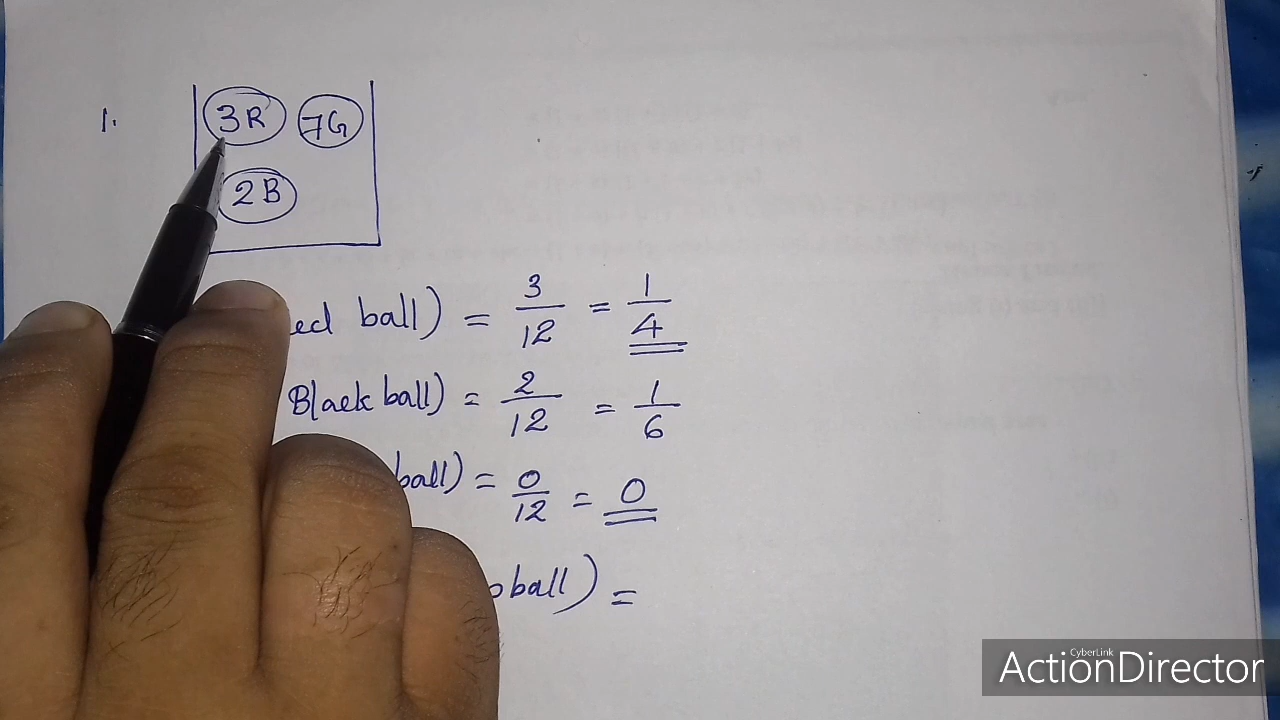 1. 3R 7G
2B
ed ball) = 3/12 = 1/4
Black ball) = 2/12 = 1/6
ball) = 0/12 = 0
ball) =
CyberLink
ActionDirector